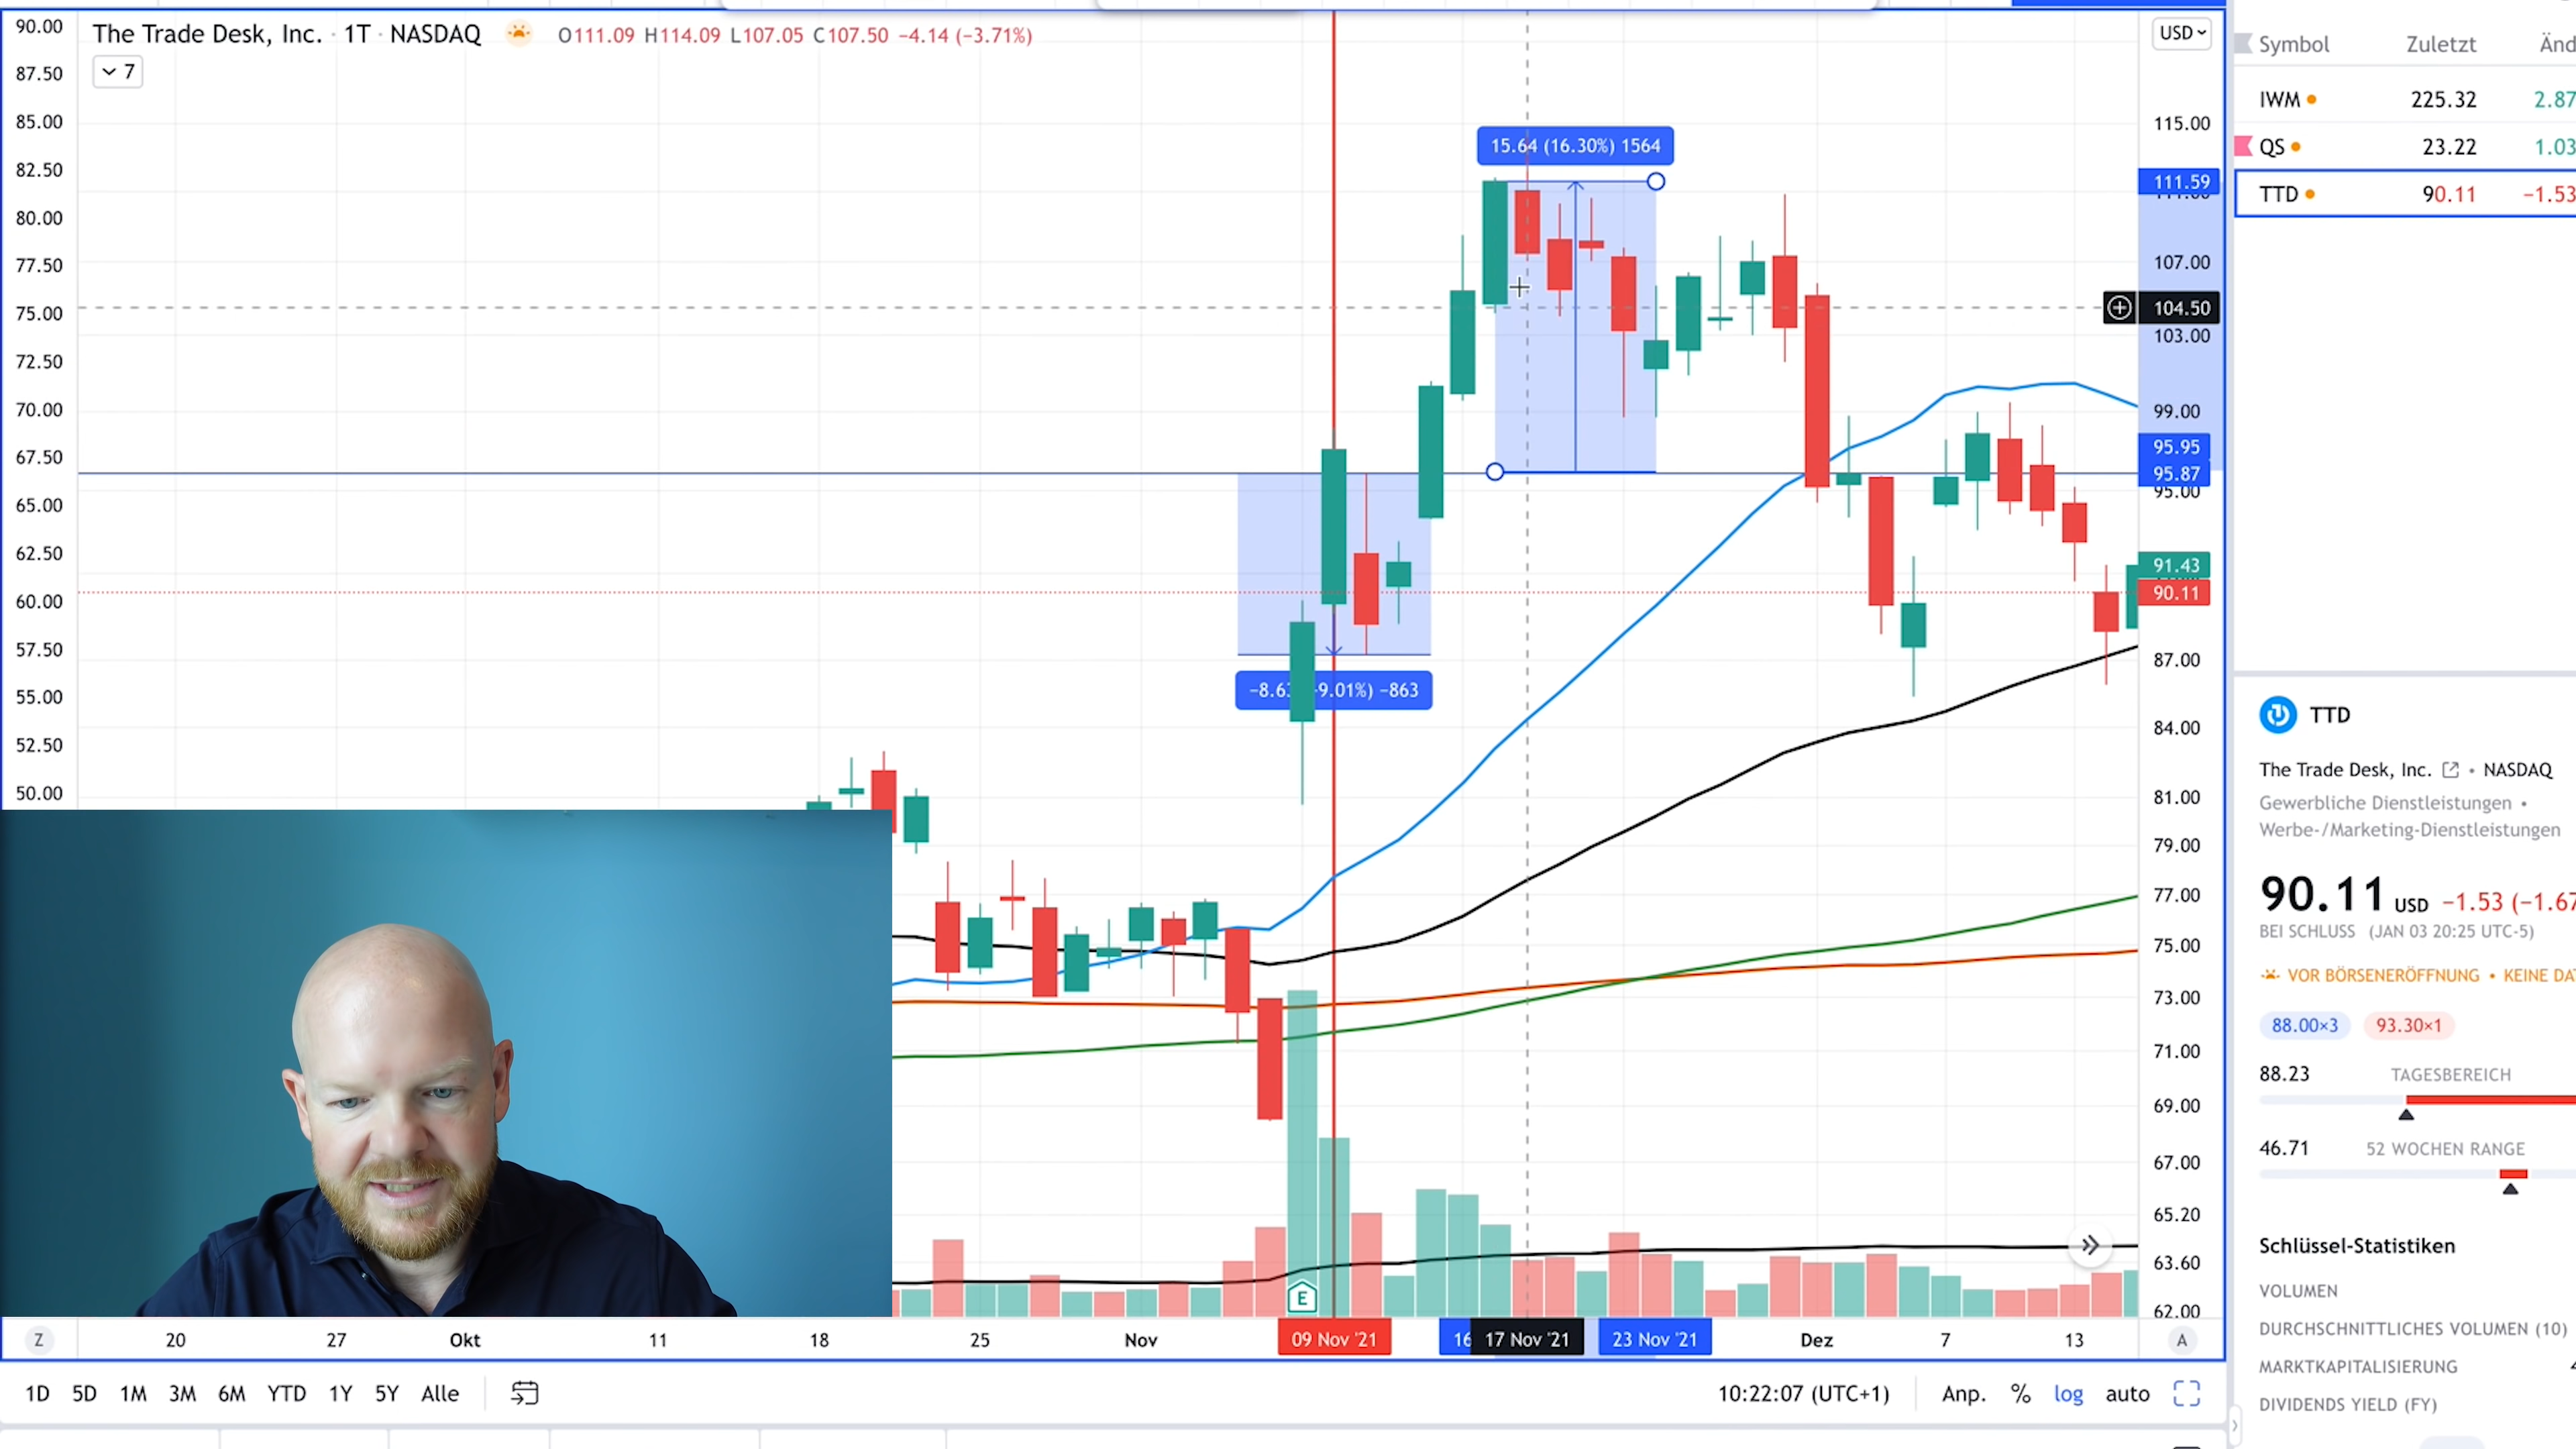 The Trade Desk, Inc. · 1T · NASDAQ O111.09 H114.09 L107.05 C107.50 −4.14 (−3.71%)
7
90.00
87.50
85.00
82.50
80.00
77.50
75.00
72.50
70.00
67.50
65.00
62.50
60.00
57.50
55.00
52.50
50.00
15.64 (16.30%) 1564
−863
E
USD
115.00
111.59
107.00
104.50
103.00
99.00
95.95
95.87
95.00
91.43
90.11
87.00
84.00
81.00
79.00
77.00
75.00
73.00
71.00
69.00
67.00
65.20
63.60
62.00
Z 20 27 Okt 11 18 25 Nov 09 Nov '21 16 17 Nov '21 23 Nov '21 Dez 7 13 A
1D 5D 1M 3M 6M YTD 1Y 5Y Alle
10:22:07 (UTC+1) Anp. % log auto
Symbol Zuletzt
IWM 225.32 2.87
QS 23.22 1.03
TTD 90.11 −1.53
TTD
The Trade Desk, Inc. • NASDAQ
Gewerbliche Dienstleistungen •
Werbe-/Marketing-Dienstleistungen
90.11 USD −1.53 (−1.67
BEI SCHLUSS (JAN 03 20:25 UTC-5)
VOR BÖRSENERÖFFNUNG • KEINE
88.00×3 93.30×1
88.23 TAGESBEREICH
46.71 52 WOCHEN RANGE
Schlüssel-Statistiken
VOLUMEN
DURCHSCHNITTLICHES VOLUMEN (10)
MARKTKAPITALISIERUNG
DIVIDENDS YIELD (FY)